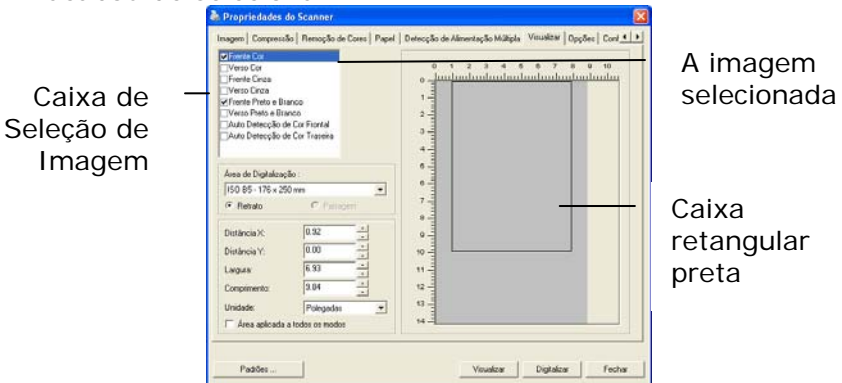 Propriedades do Scanner
Imagem Compressão Remoção de Cores Papel Detecção de Alimentação Múltipla Visualizar Opções Conf
Frente Cor
Verso Cor
Frente Cinza
Verso Cinza
Frente Preto e Branco
Verso Preto e Branco
Auto Detecção de Cor Frontal
Auto Detecção de Cor Traseira
Área de Digitalização :
ISO B5 - 176 x 250 mm
Retrato
Paisagem
Distância X: 0.92
Distância Y: 0.00
Largura: 6.93
Comprimento: 9.84
Unidade: Polegadas
Área aplicada a todos os modos
0 1 2 3 4 5 6 7 8 9 10
0
1
2
3
4
5
6
7
8
9
10
11
12
13
14
Padrões ...
Visualizar Digitalizar Fechar
Caixa de
Seleção de
Imagem
A imagem
selecionada
Caixa
retangular
preta